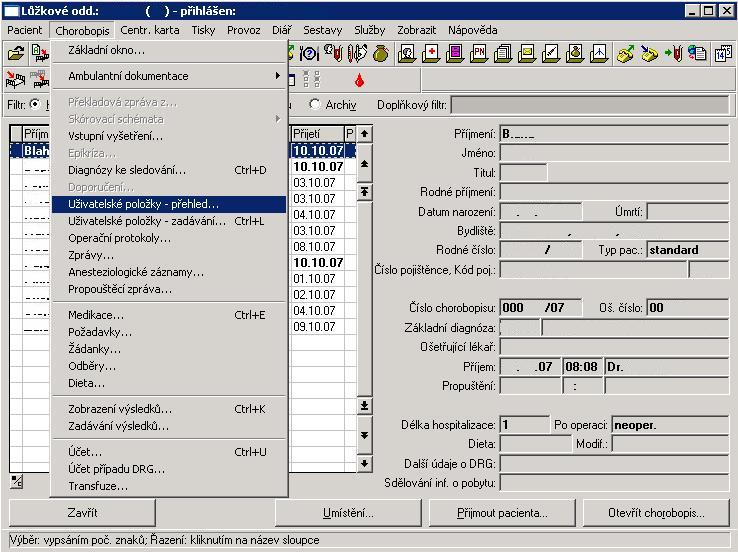 Lůžkové odd.: ( ) - přihlášen:
Pacient Chorobopis Centr. karta Tisky Provoz Diář Sestavy Služby Zobrazit Nápověda
Základní okno...
Ambulantní dokumentace
Filtr: Archiv Doplňkový filtr:
Překladová zpráva z...
Skórovací schémata
Vstupní vyšetření...
Epikríza...
Diagnózy ke sledování... Ctrl+D
Doporučení...
Uživatelské položky - přehled...
Uživatelské položky - zadávání... Ctrl+L
Operační protokoly...
Zprávy...
Anesteziologické záznamy...
Propouštěcí zpráva...
Medikace... Ctrl+E
Požadavky...
Žádanky...
Odběry...
Dieta...
Zobrazení výsledků... Ctrl+K
Zadávání výsledků...
Účet... Ctrl+U
Účet případu DRG...
Transfuze...
Příjm
Blah
Přijetí P
10.10.07
10.10.07
03.10.07
03.10.07
04.10.07
03.10.07
08.10.07
10.10.07
01.10.07
02.10.07
04.10.07
09.10.07
Příjmení: B
Jméno:
Titul:
Rodné příjmení:
Datum narození: . . Úmrtí:
Bydliště: , ,
Rodné číslo: / Typ pac.: standard
Číslo pojištěnce, Kód poj.:
Číslo chorobopisu: 000 /07 Oš. číslo: 00
Základní diagnóza:
Ošetřující lékař:
Příjem: . .07 08:08 Dr.
Propuštění: :
Délka hospitalizace: 1 Po operaci: neoper.
Dieta: Modif.:
Další údaje o DRG:
Sdělování inf. o pobytu:
Zavřít Umístění... Přijmout pacienta... Otevřít chorobopis...
Výběr: vypsáním poč. znaků; Řazení: kliknutím na název sloupce